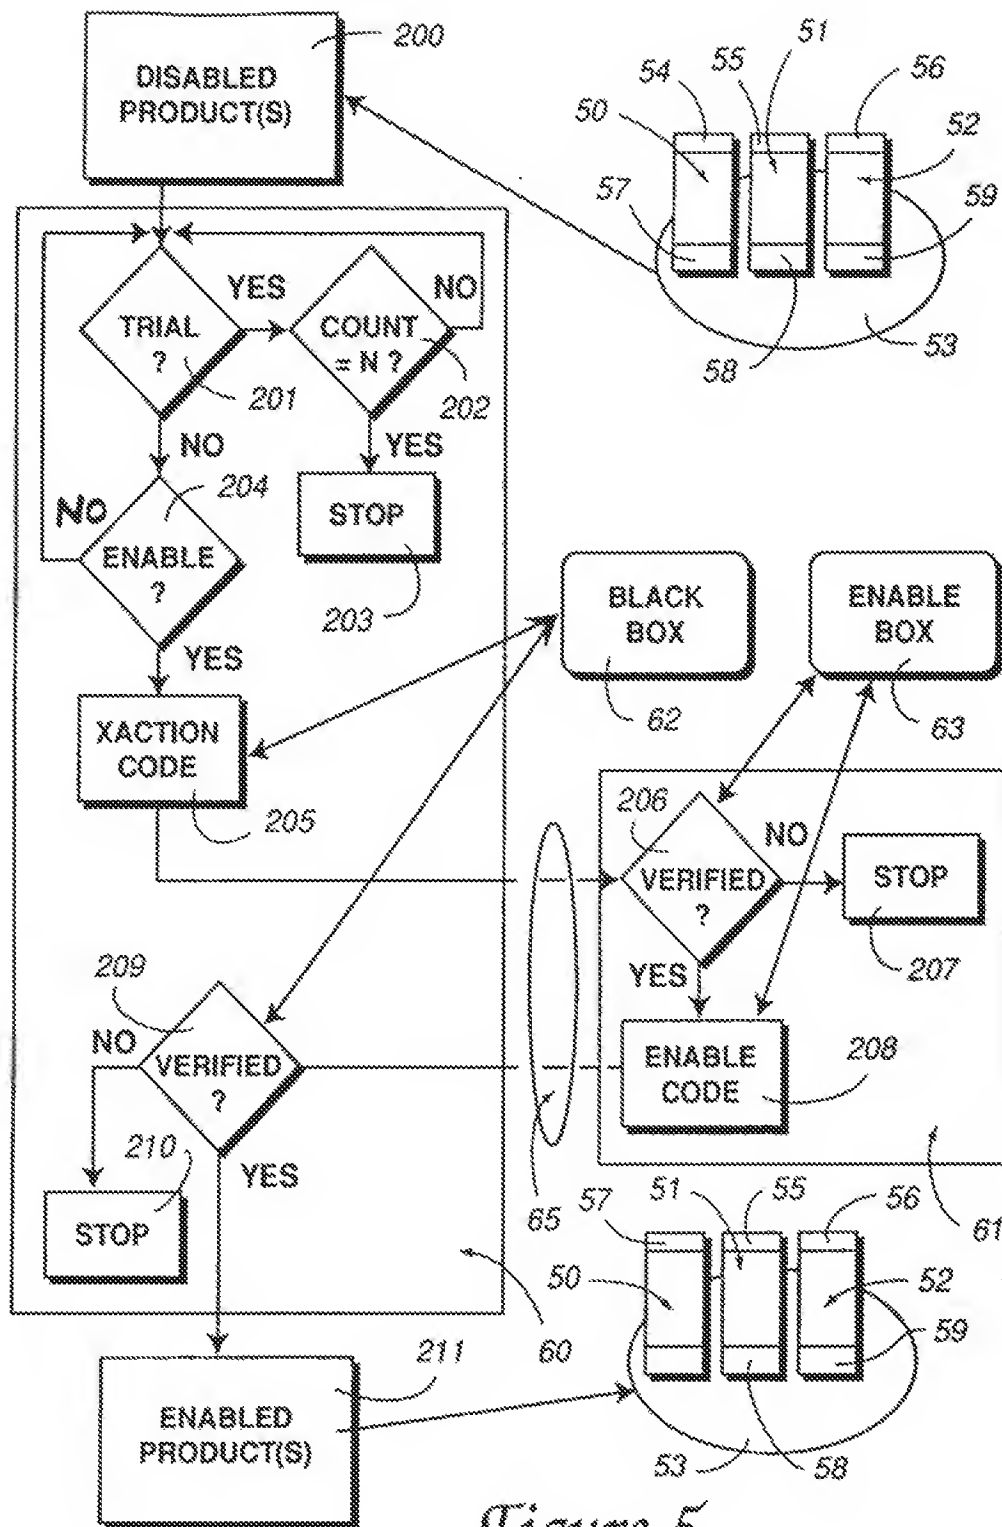 200
DISABLED
PRODUCT(S)
54
55
51
56
50
52
57
59
58
53
TRIAL
?
201
YES
COUNT
= N ?
202
NO
NO
YES
NO
204
ENABLE
?
STOP
203
YES
BLACK
BOX
62
ENABLE
BOX
63
XACTION
CODE
205
206
VERIFIED
?
NO
STOP
207
YES
209
NO
VERIFIED
?
ENABLE
CODE
208
210
YES
STOP
65
61
60
57
51
55
56
50
52
59
53
58
211
ENABLED
PRODUCT(S)
Figure 5